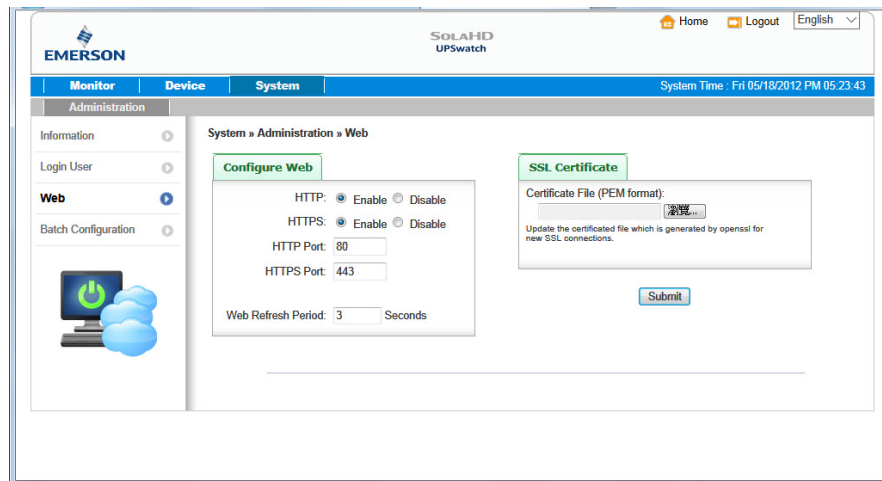 Home Logout English
EMERSON
SOLAHD
UPSwatch
Monitor Device System System Time : Fri 05/18/2012 PM 05:23:43
Administration
Information
Login User
Web
Batch Configuration
System » Administration » Web
Configure Web
HTTP: Enable Disable
HTTPS: Enable Disable
HTTP Port: 80
HTTPS Port: 443
Web Refresh Period: 3 Seconds
SSL Certificate
Certificate File (PEM format):
瀏覽...
Update the certificated file which is generated by openssl for
new SSL connections.
Submit